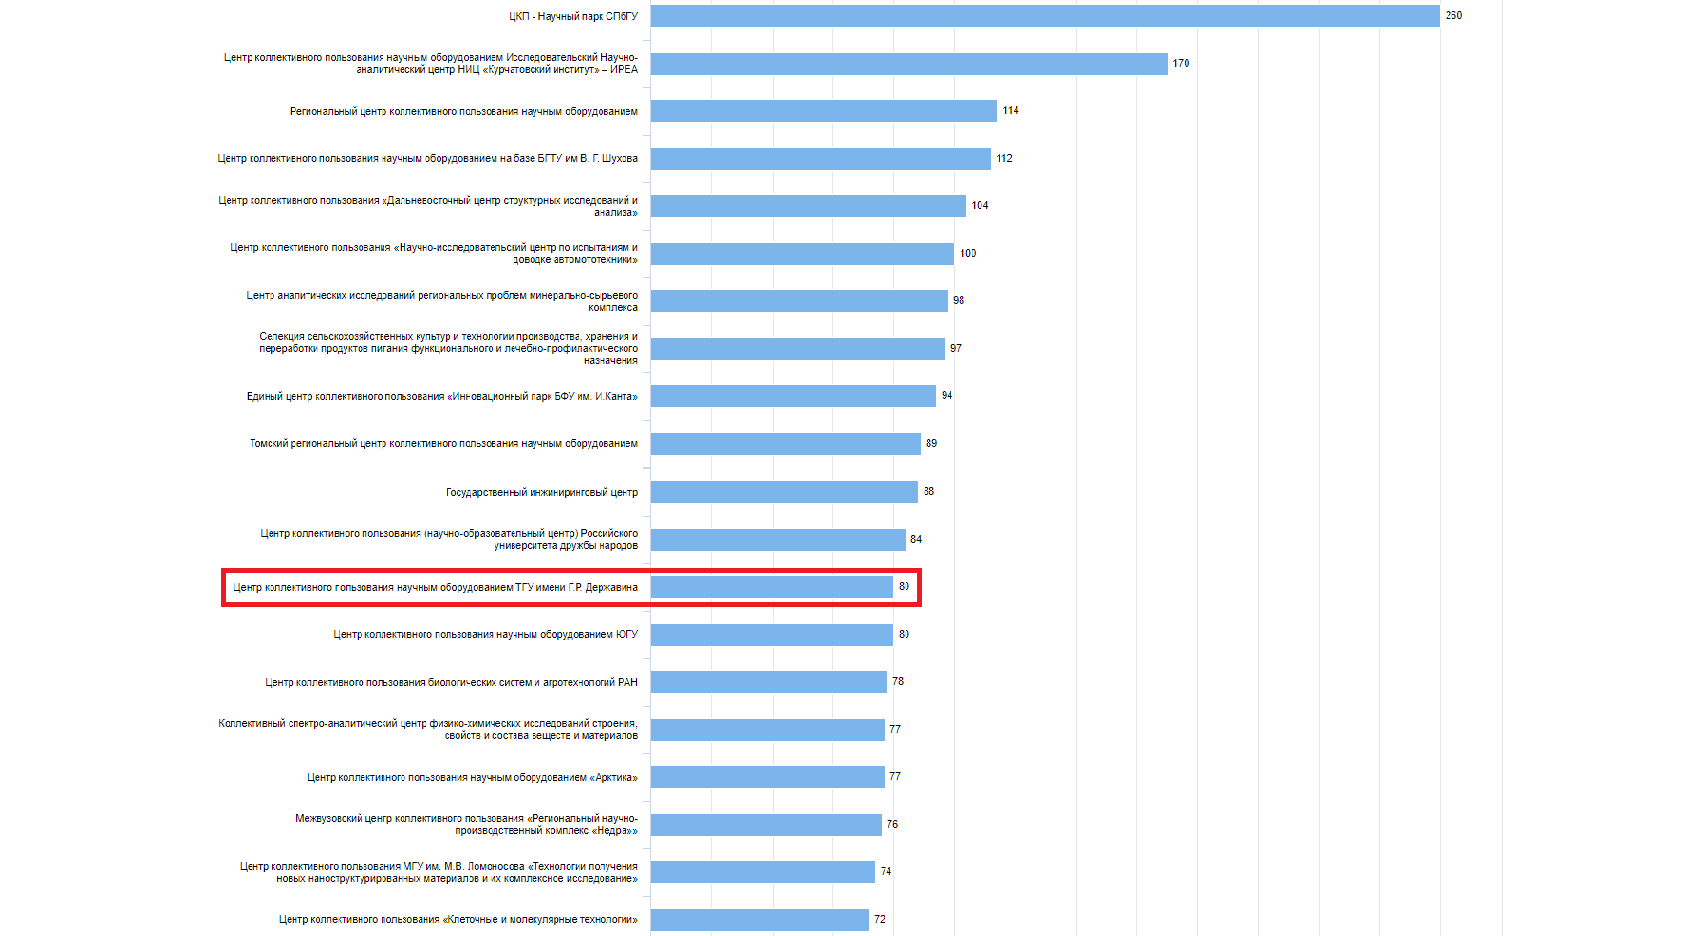 ЦКП - Научный парк СПбГУ
260
Центр коллективного пользования научным оборудованием Исследовательский Научно-
аналитический центр НИЦ «Курчатовский институт» – ИРЕА
170
Региональный центр коллективного пользования научным оборудованием
114
Центр коллективного пользования научным оборудованием на базе БГТУ им В. Г. Шухова
112
Центр коллективного пользования «Дальневосточный центр структурных исследований и
анализа»
104
Центр коллективного пользования «Научно-исследовательский центр по испытаниям и
доводке автомототехники»
100
Центр аналитических исследований региональных проблем минерально-сырьевого
комплекса
98
Селекция сельскохозяйственных культур и технологии производства, хранения и
переработки продуктов питания функционального и лечебно-профилактического
назначения
97
Единый центр коллективного пользования «Инновационный парк БФУ им. И.Канта»
94
Томский региональный центр коллективного пользования научным оборудованием
89
Государственный инжиниринговый центр
88
Центр коллективного пользования (научно-образовательный центр) Российского
университета дружбы народов
84
Центр коллективного пользования научным оборудованием ТГУ имени Г.Р. Державина
80
Центр коллективного пользования научным оборудованием ЮГУ
80
Центр коллективного пользования биологических систем и агротехнологий РАН
78
Коллективный спектро-аналитический центр физико-химических исследований строения,
свойств и состава веществ и материалов
77
Центр коллективного пользования научным оборудованием «Арктика»
77
Межвузовский центр коллективного пользования «Региональный научно-
производственный комплекс «Недра»»
76
Центр коллективного пользования МГУ им. М.В. Ломоносова «Технологии получения
новых наноструктурированных материалов и их комплексное исследование»
74
Центр коллективного пользования «Клеточные и молекулярные технологии»
72